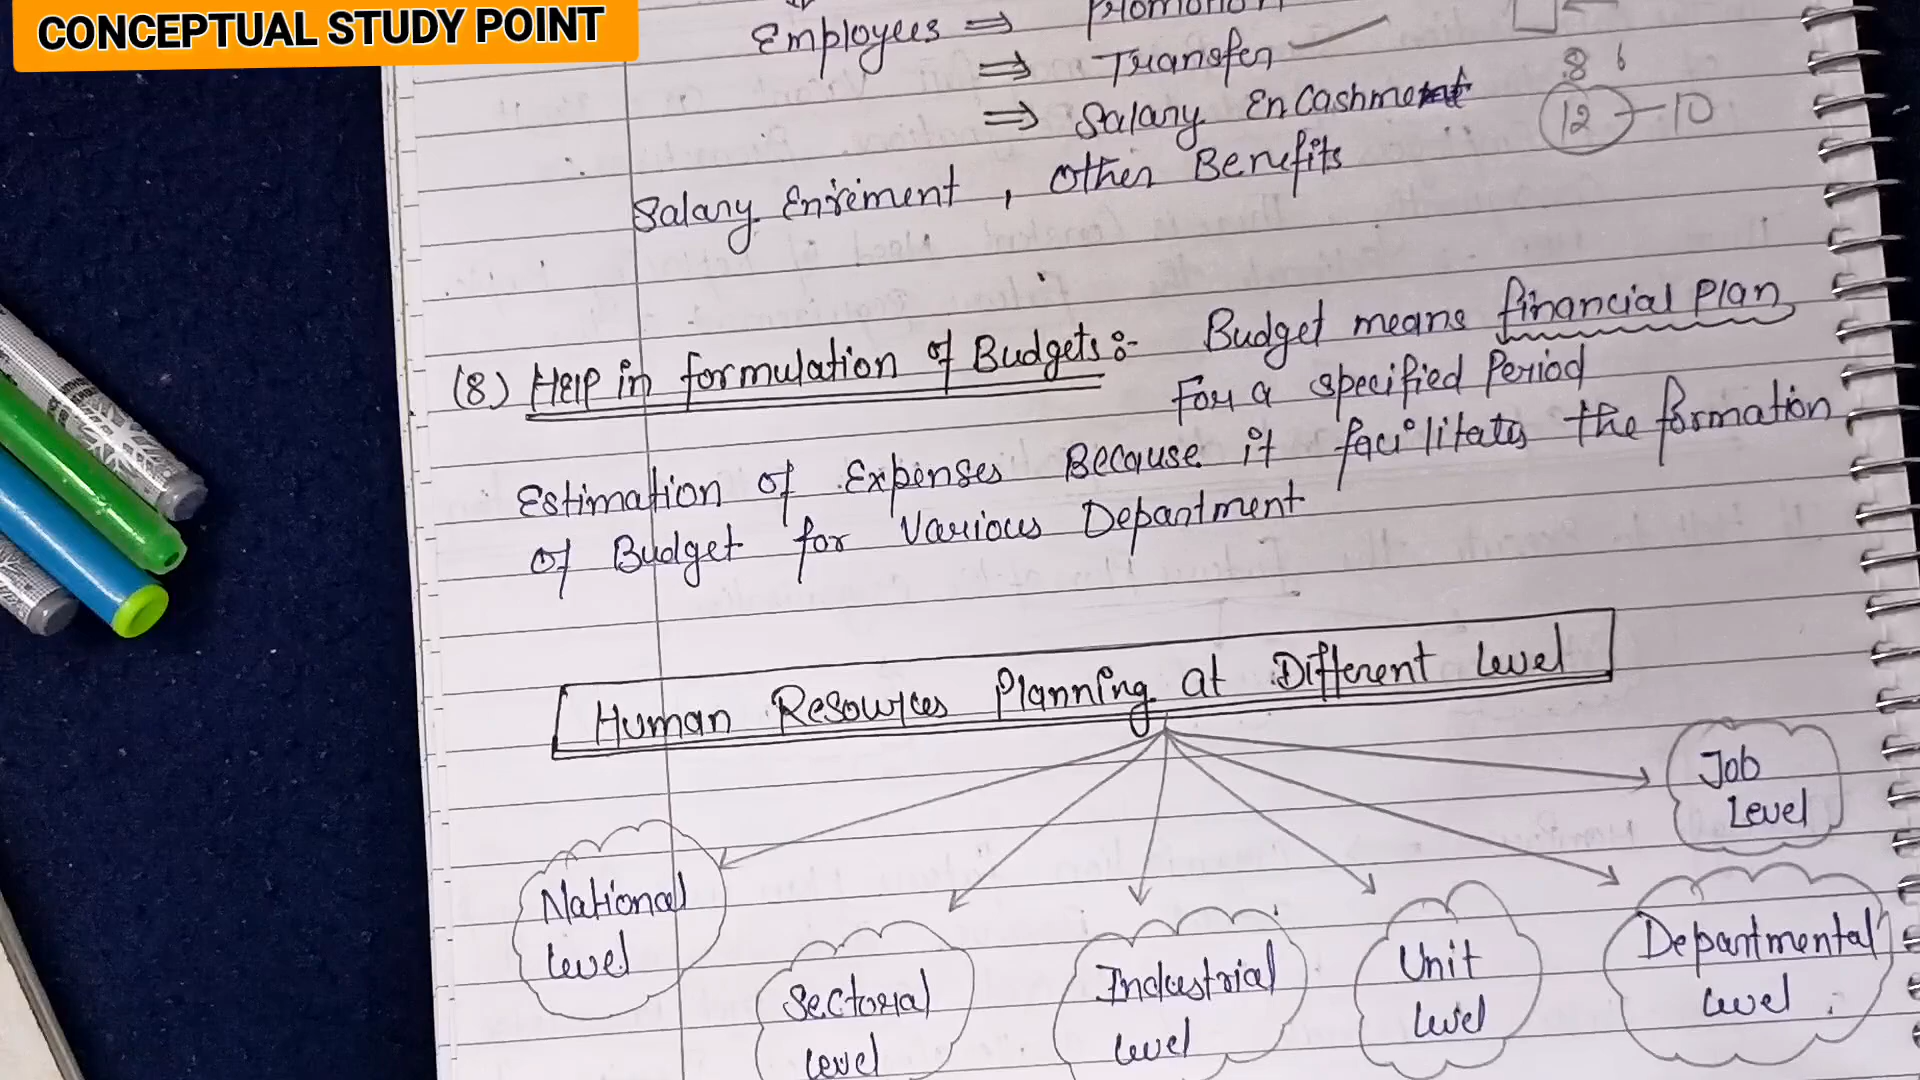 CONCEPTUAL STUDY POINT
Employees ⇒ Promotion
⇒ Transfer
⇒ Salary Encashment
8 6
12 - 10
Salary Enriement, Other Benefits
(8) Help in formulation of Budgets :- Budget means financial Plan
For a specified Period
Estimation of Expenses Because it facilitates the formation
of Budget for Various Department
Human Resources Planning at Different Level
Job
Level
National
Level
Sectorial
Level
Industrial
Level
Unit
Level
Departmental
Level